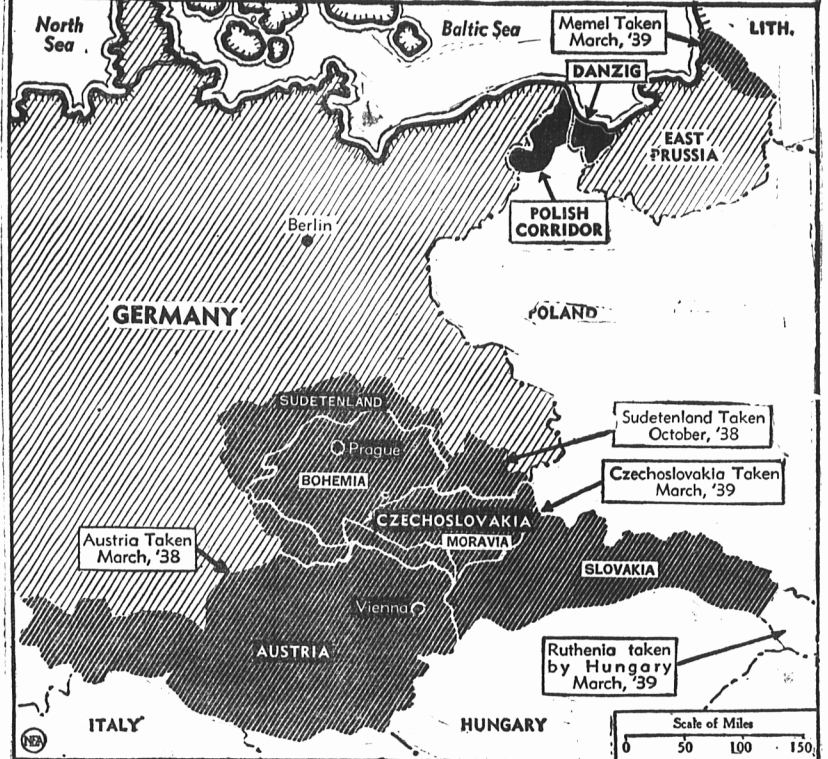 North
Sea
Baltic Sea
Memel Taken
March, '39
LITH.
DANZIG
EAST
PRUSSIA
POLISH
CORRIDOR
Berlin
GERMANY
POLAND
SUDETENLAND
Sudetenland Taken
October, '38
Prague
BOHEMIA
Czechoslovakia Taken
March, '39
CZECHOSLOVAKIA
MORAVIA
Austria Taken
March, '38
SLOVAKIA
Vienna
AUSTRIA
Ruthenia taken
by Hungary
March, '39
ITALY
HUNGARY
NEA
Scale of Miles
0 50 100 150